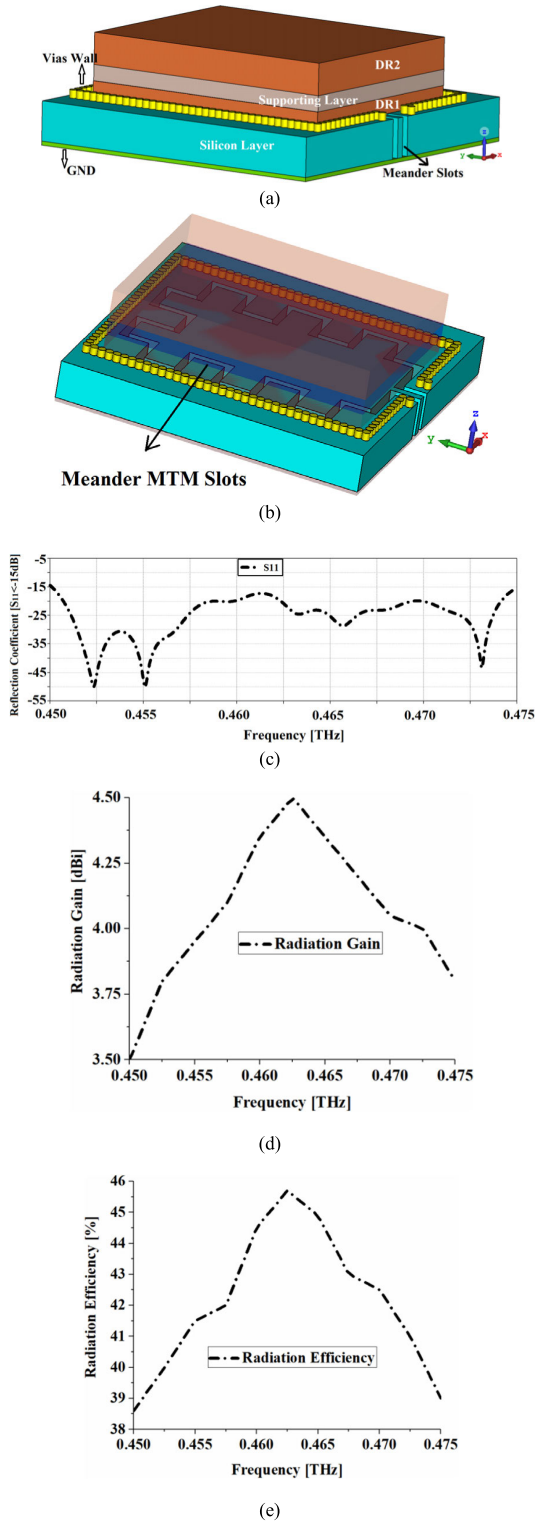 Vias Wall
DR2
Supporting Layer
DR1
Silicon Layer
GND
Meander Slots
z
y
x
(a)
Meander MTM Slots
z
y
x
(b)
Reflection Coefficient [S11<-15dB]
-5
-15
-25
-35
-45
-55
S11
0.450
0.455
0.460
0.465
0.470
0.475
Frequency [THz]
(c)
Radiation Gain [dBi]
4.50
4.25
4.00
3.75
3.50
Radiation Gain
0.450
0.455
0.460
0.465
0.470
0.475
Frequency [THz]
(d)
Radiation Efficiency [%]
46
45
44
43
42
41
40
39
38
Radiation Efficiency
0.450
0.455
0.460
0.465
0.470
0.475
Frequency [THz]
(e)